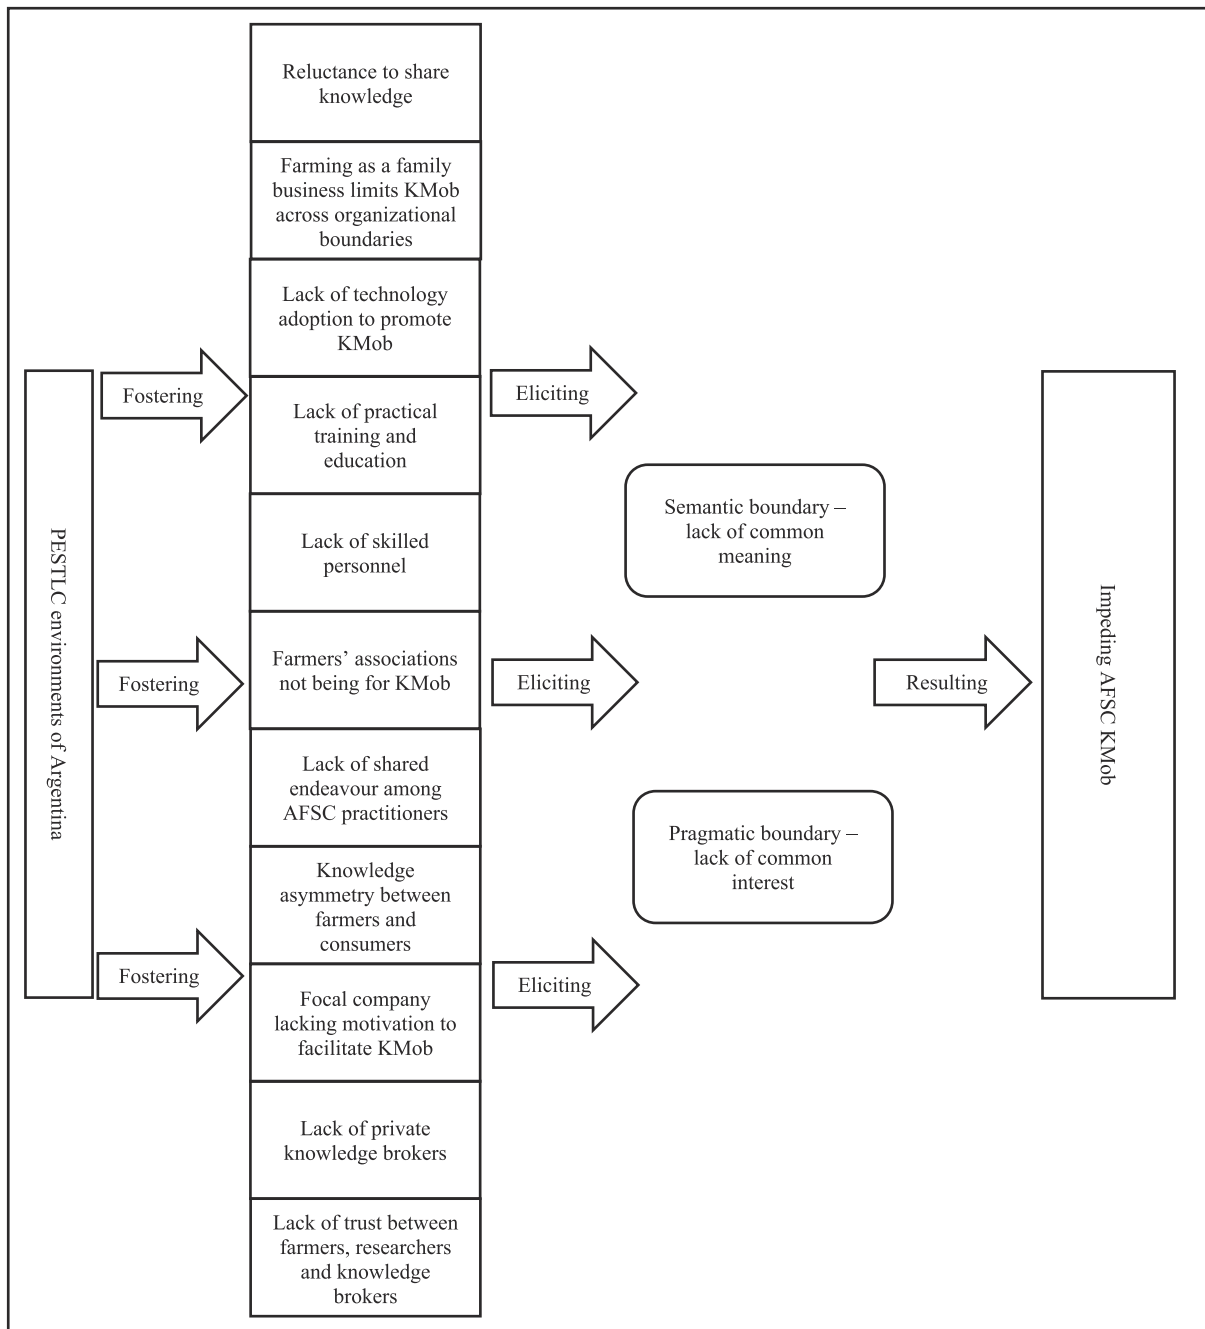 PESTLC environments of Argentina
Fostering
Fostering
Fostering
Reluctance to share
knowledge
Farming as a family
business limits KMob
across organizational
boundaries
Lack of technology
adoption to promote
KMob
Lack of practical
training and
education
Lack of skilled
personnel
Farmers’ associations
not being for KMob
Lack of shared
endeavour among
AFSC practitioners
Knowledge
asymmetry between
farmers and
consumers
Focal company
lacking motivation to
facilitate KMob
Lack of private
knowledge brokers
Lack of trust between
farmers, researchers
and knowledge
brokers
Eliciting
Eliciting
Eliciting
Semantic boundary –
lack of common
meaning
Pragmatic boundary –
lack of common
interest
Resulting
Impeding AFSC KMob